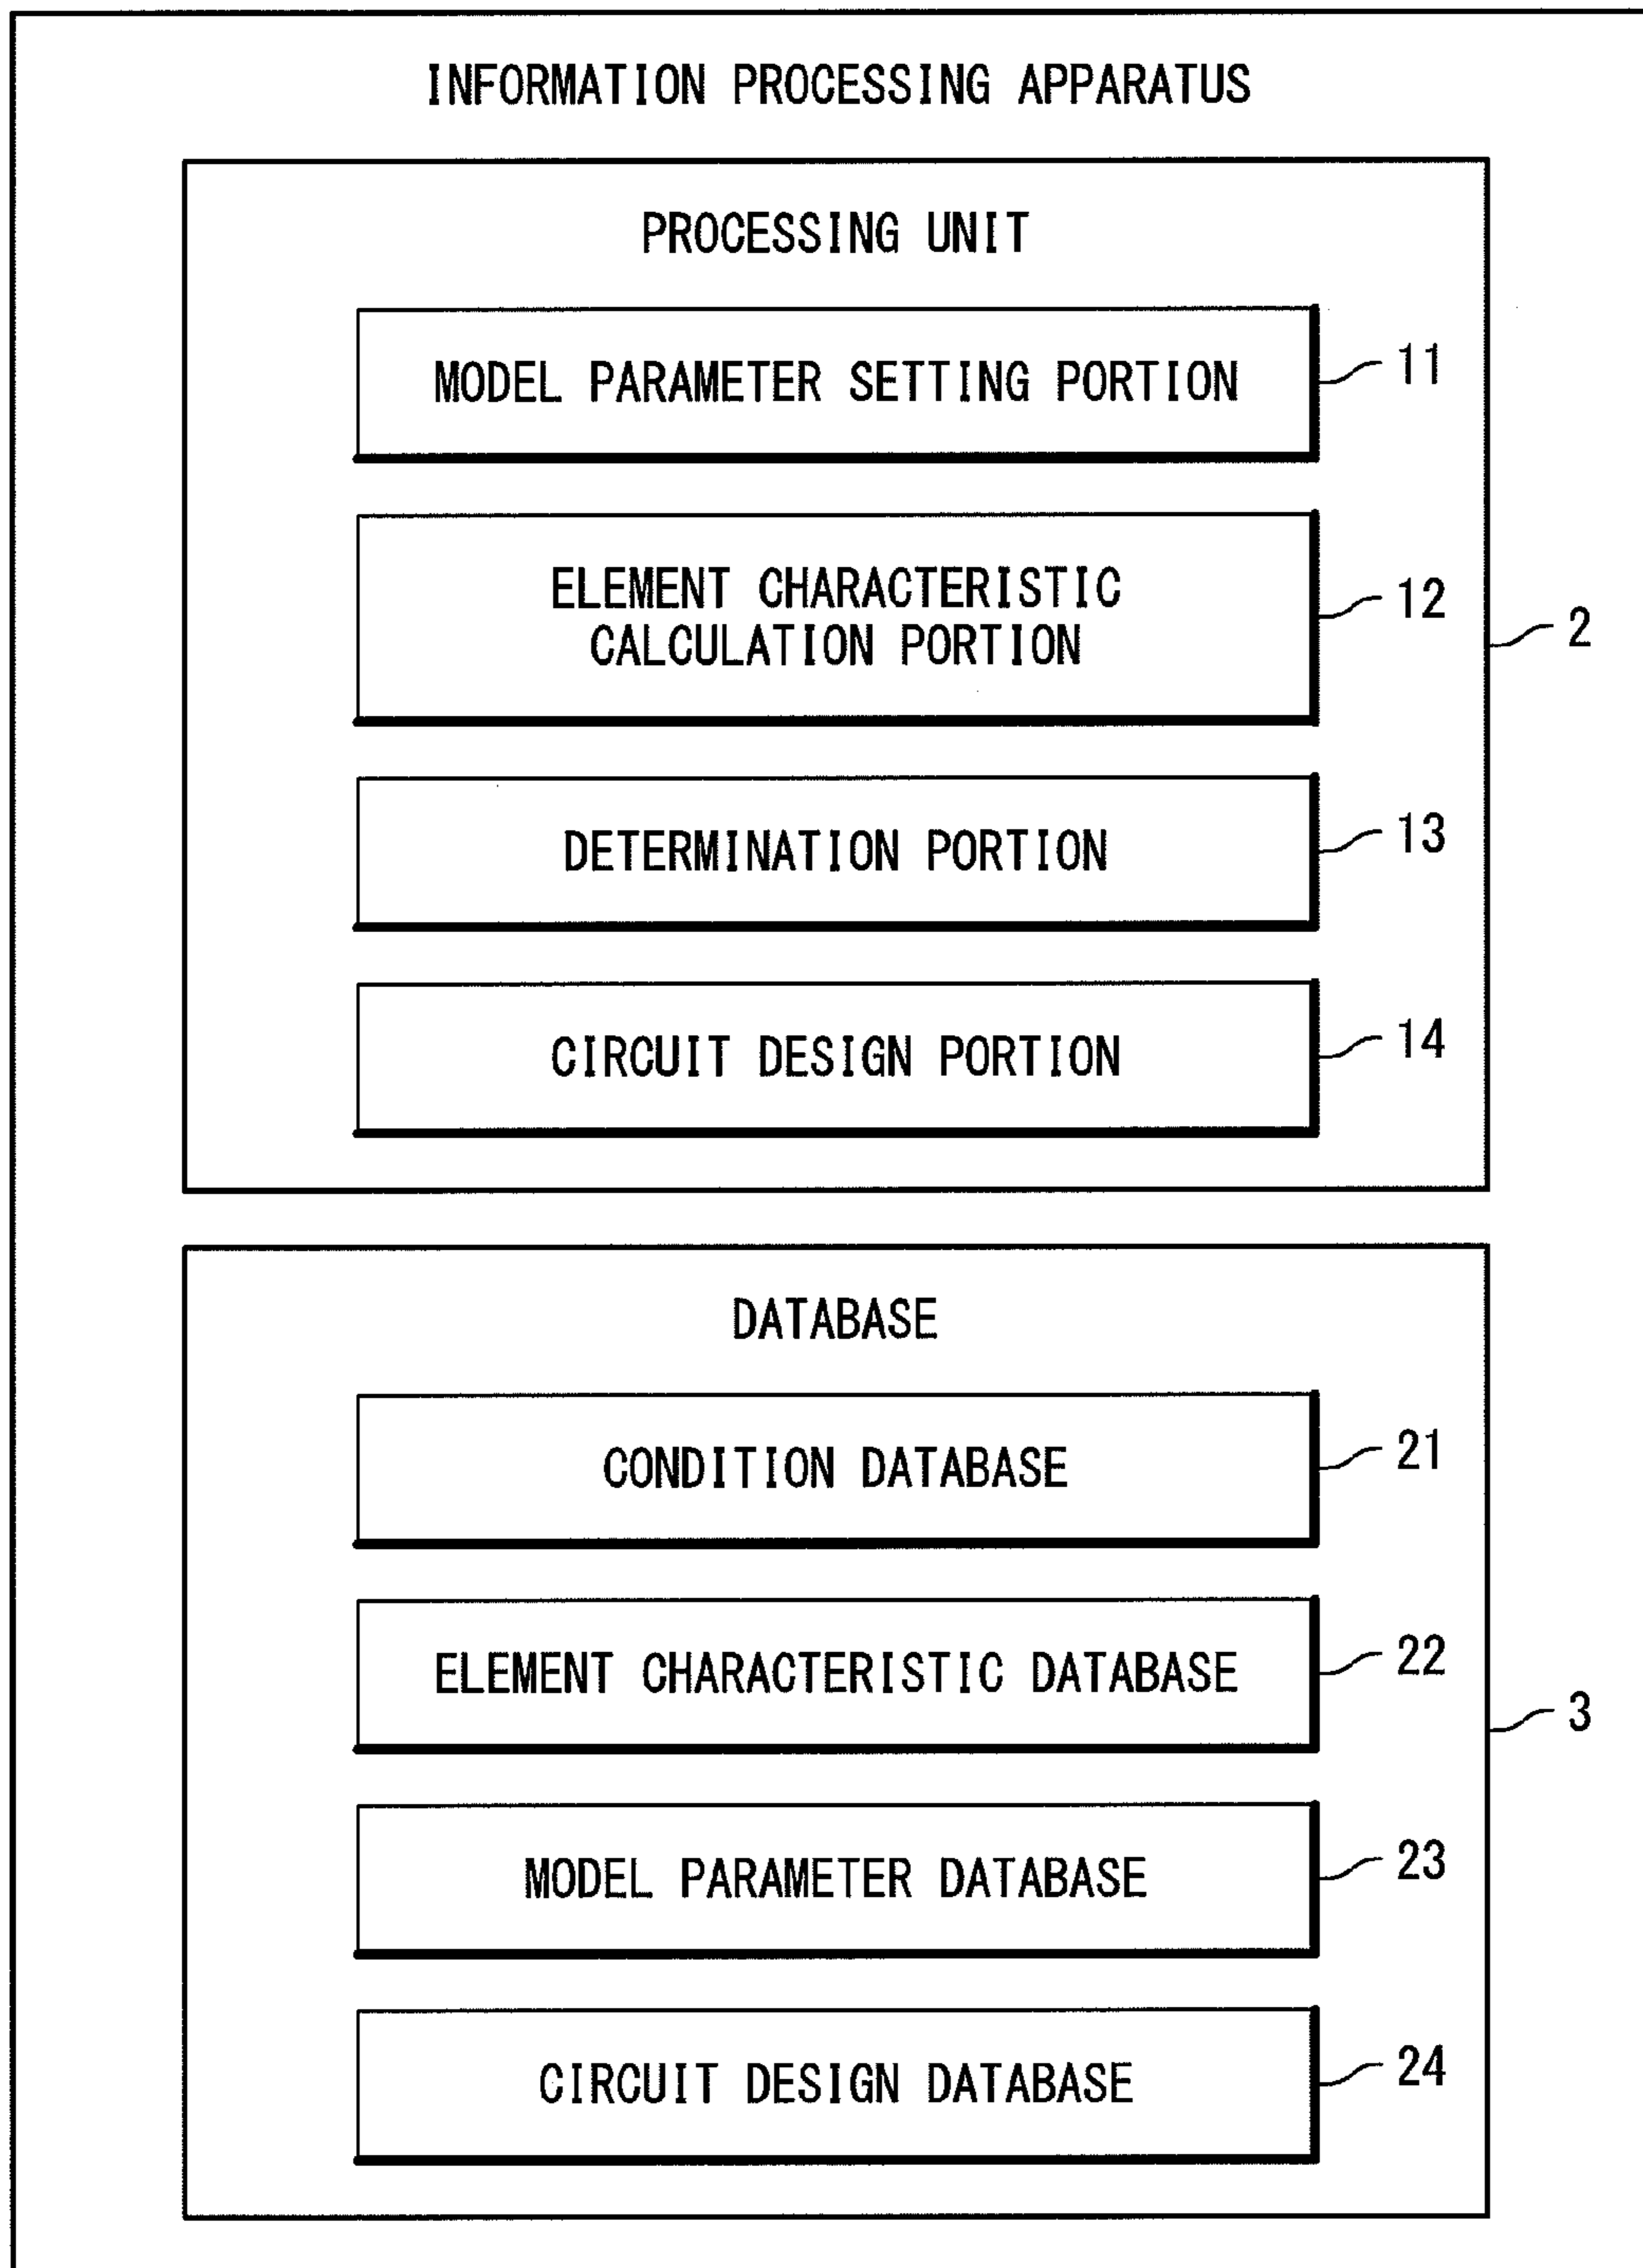 INFORMATION PROCESSING APPARATUS
PROCESSING UNIT
MODEL PARAMETER SETTING PORTION
11
ELEMENT CHARACTERISTIC
CALCULATION PORTION
12
2
DETERMINATION PORTION
13
CIRCUIT DESIGN PORTION
14
DATABASE
CONDITION DATABASE
21
ELEMENT CHARACTERISTIC DATABASE
22
3
MODEL PARAMETER DATABASE
23
CIRCUIT DESIGN DATABASE
24